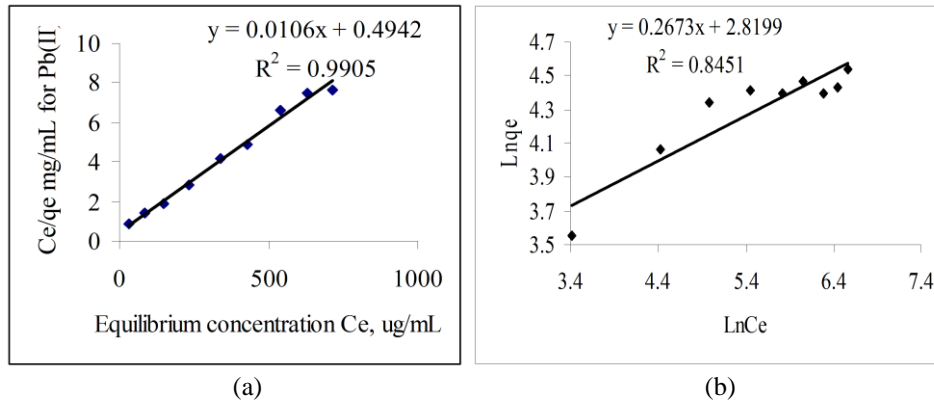 y = 0.0106x + 0.4942
R² = 0.9905
Ce/qe mg/mL for Pb(II)
10
8
6
4
2
0
0 500 1000
Equilibrium concentration Ce, ug/mL
(a)
y = 0.2673x + 2.8199
R² = 0.8451
Lnqe
4.7
4.5
4.3
4.1
3.9
3.7
3.5
3.4 4.4 5.4 6.4 7.4
LnCe
(b)